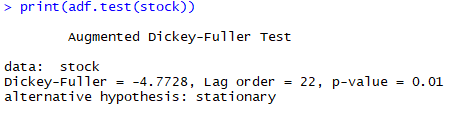 > print(adf.test(stock))
Augmented Dickey-Fuller Test
data:  stock
Dickey-Fuller = -4.7728, Lag order = 22, p-value = 0.01
alternative hypothesis: stationary